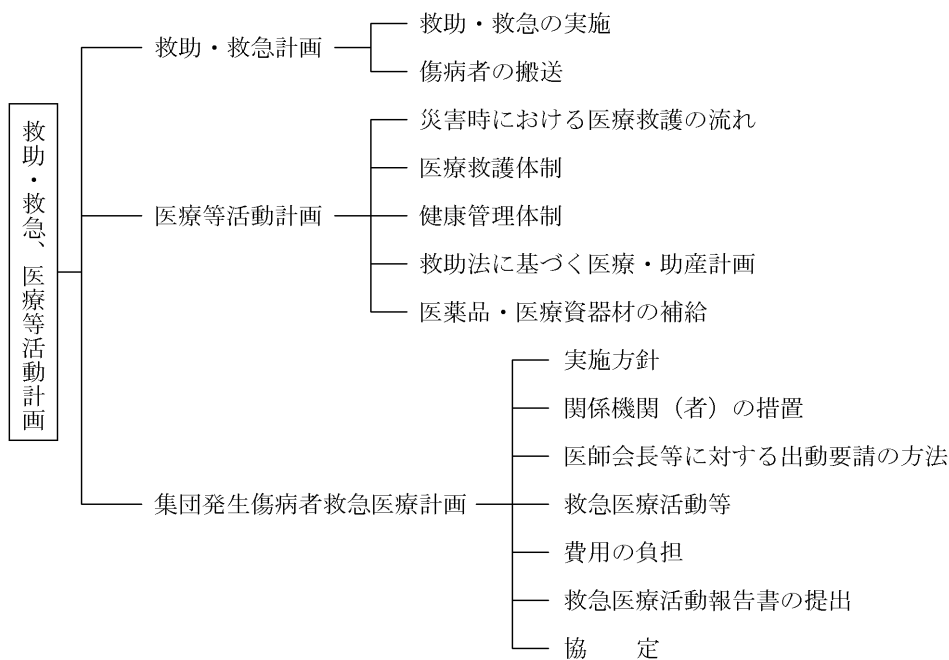 救助・救急、医療等活動計画
救助・救急計画
救助・救急の実施
傷病者の搬送
医療等活動計画
災害時における医療救護の流れ
医療救護体制
健康管理体制
救助法に基づく医療・助産計画
医薬品・医療資器材の補給
集団発生傷病者救急医療計画
実施方針
関係機関（者）の措置
医師会長等に対する出動要請の方法
救急医療活動等
費用の負担
救急医療活動報告書の提出
協　　定